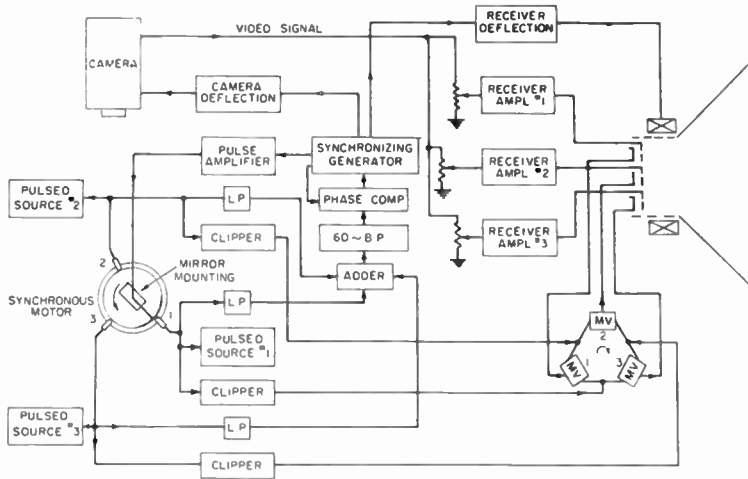 RECEIVER
DEFLECTION
VIDEO SIGNAL
CAMERA
CAMERA
DEFLECTION
RECEIVER
AMPL #1
PULSE
AMPLIFIER
SYNCHRONIZING
GENERATOR
RECEIVER
AMPL #2
PULSED
SOURCE #2
LP
PHASE COMP
CLIPPER
60~BP
RECEIVER
AMPL #3
2
MIRROR
MOUNTING
ADDER
SYNCHRONOUS
MOTOR
3
1
LP
PULSED
SOURCE #1
MV
2
MV
1
MV
3
CLIPPER
PULSED
SOURCE #3
LP
CLIPPER